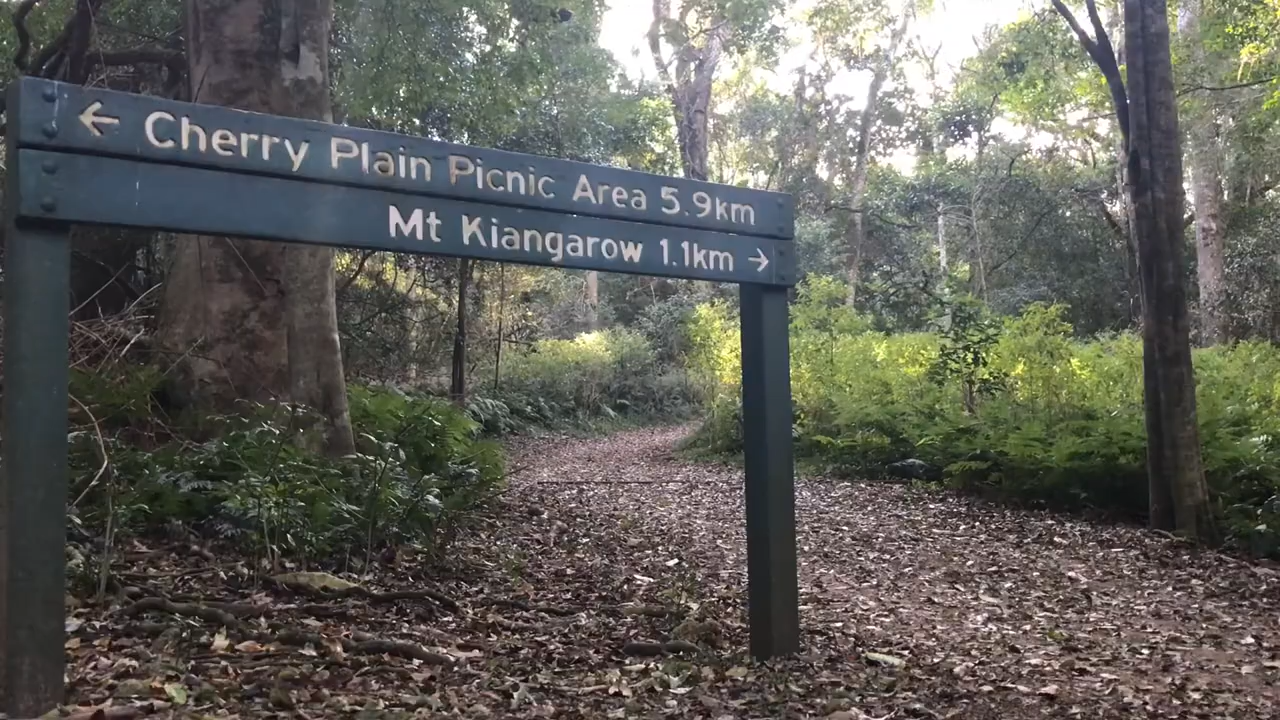 ← Cherry Plain Picnic Area 5.9km
Mt Kiangarow 1.1km →